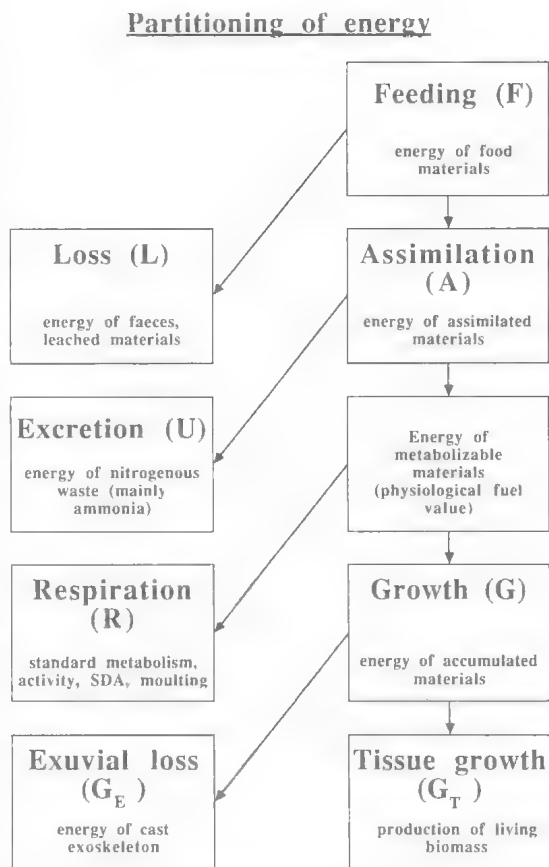 Partitioning of energy
Feeding (F)
energy of food
materials
Loss (L)
energy of faeces,
leached materials
Assimilation
(A)
energy of assimilated
materials
Excretion (U)
energy of nitrogenous
waste (mainly
ammonia)
Energy of
metabolizable
materials
(physiological fuel
value)
Respiration
(R)
standard metabolism,
activity, SDA, moulting
Growth (G)
energy of accumulated
materials
Exuvial loss
(G_E)
energy of cast
exoskeleton
Tissue growth
(G_T)
production of living
biomass